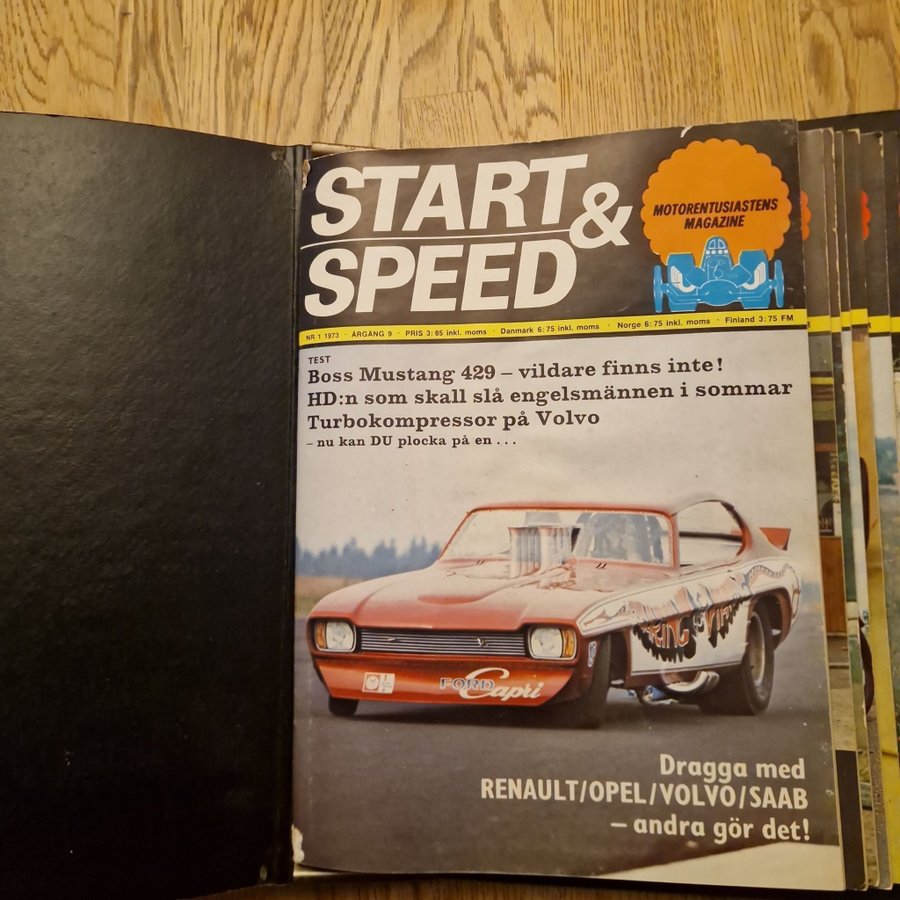 START
&
SPEED
MOTORENTUSIASTENS
MAGAZINE
NR 1 1973 · ÅRGÅNG 9 · PRIS 3:85 inkl. moms · Danmark 6:75 inkl. moms · Norge 6:75 inkl. moms · Finland 3:75 FM
TEST
Boss Mustang 429 – vildare finns inte!
HD:n som skall slå engelsmännen i sommar
Turbokompressor på Volvo
– nu kan DU plocka på en . . .
FORD Capri
Dragga med
RENAULT/OPEL/VOLVO/SAAB
– andra gör det!